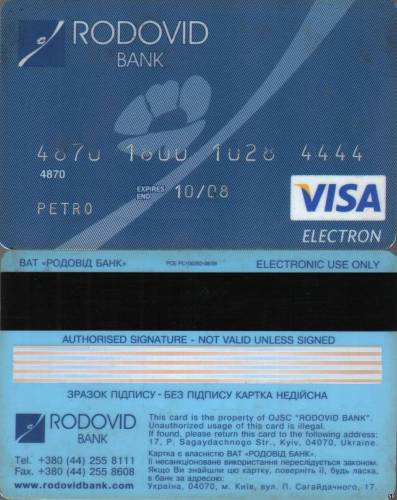 RODOVID
BANK
4870 1600 1028 4444
4870
EXPIRES
END
10/08
PETRO
VISA
ELECTRON
ВАТ «РОДОВІД БАНК»
ELECTRONIC USE ONLY
AUTHORISED SIGNATURE - NOT VALID UNLESS SIGNED
ЗРАЗОК ПІДПИСУ - БЕЗ ПІДПИСУ КАРТКА НЕДІЙСНА
RODOVID
BANK
Tel. +380 (44) 255 8111
Fax. +380 (44) 255 8608
www.rodovidbank.com
This card is the property of OJSC "RODOVID BANK".
Unauthorized usage of this card is illegal.
If found, please return this card to the following address:
17, P. Sagaydachnogo Str., Kyiv, 04070, Ukraine.
Картка є власністю ВАТ «РОДОВІД БАНК».
Її несанкціоноване використання переслідується законом.
Якщо Ви знайшли цю картку, поверніть її, будь ласка,
в банк за адресою:
Україна, 04070, м. Київ, вул. П. Сагайдачного, 17.